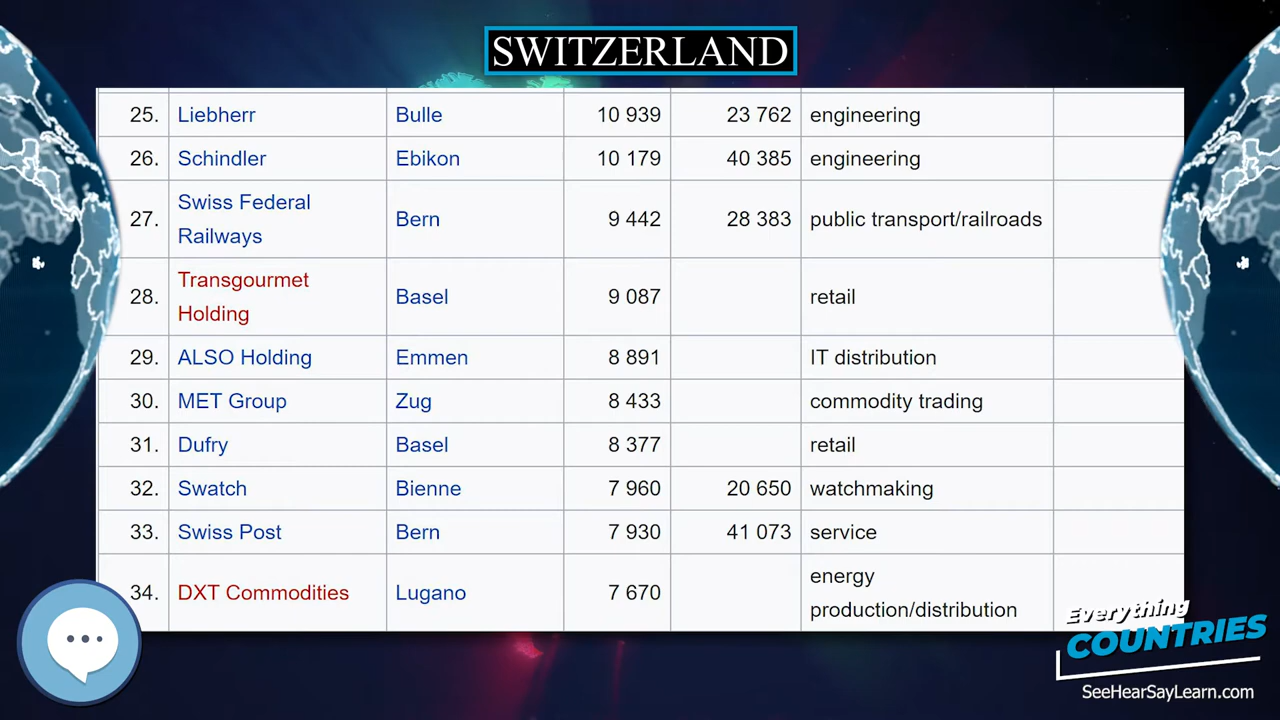 SWITZERLAND
25. Liebherr Bulle 10 939 23 762 engineering
26. Schindler Ebikon 10 179 40 385 engineering
27. Swiss Federal Railways Bern 9 442 28 383 public transport/railroads
28. Transgourmet Holding Basel 9 087 retail
29. ALSO Holding Emmen 8 891 IT distribution
30. MET Group Zug 8 433 commodity trading
31. Dufry Basel 8 377 retail
32. Swatch Bienne 7 960 20 650 watchmaking
33. Swiss Post Bern 7 930 41 073 service
34. DXT Commodities Lugano 7 670 energy production/distribution
Everything
COUNTRIES
SeeHearSayLearn.com